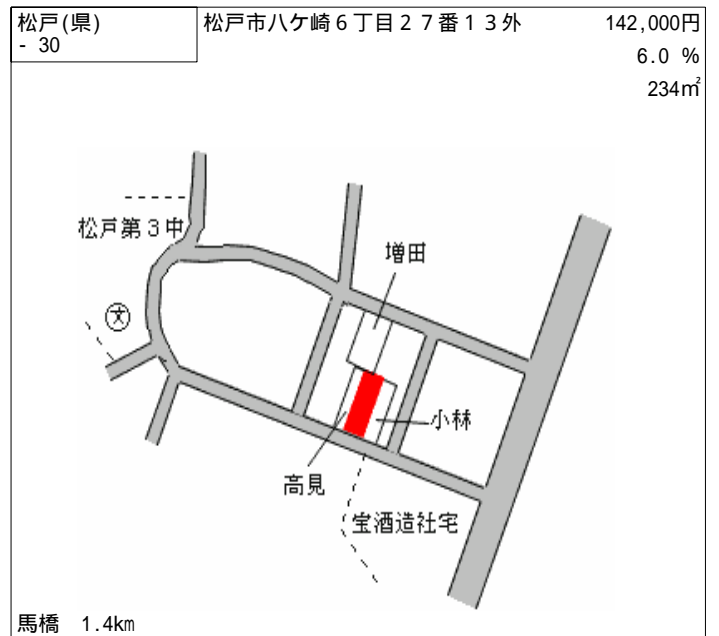 松戸(県)
- 30
松戸市八ケ崎６丁目２７番１３外
142,000円
6.0 %
234㎡
松戸第３中
文
増田
小林
高見
宝酒造社宅
馬橋 1.4km